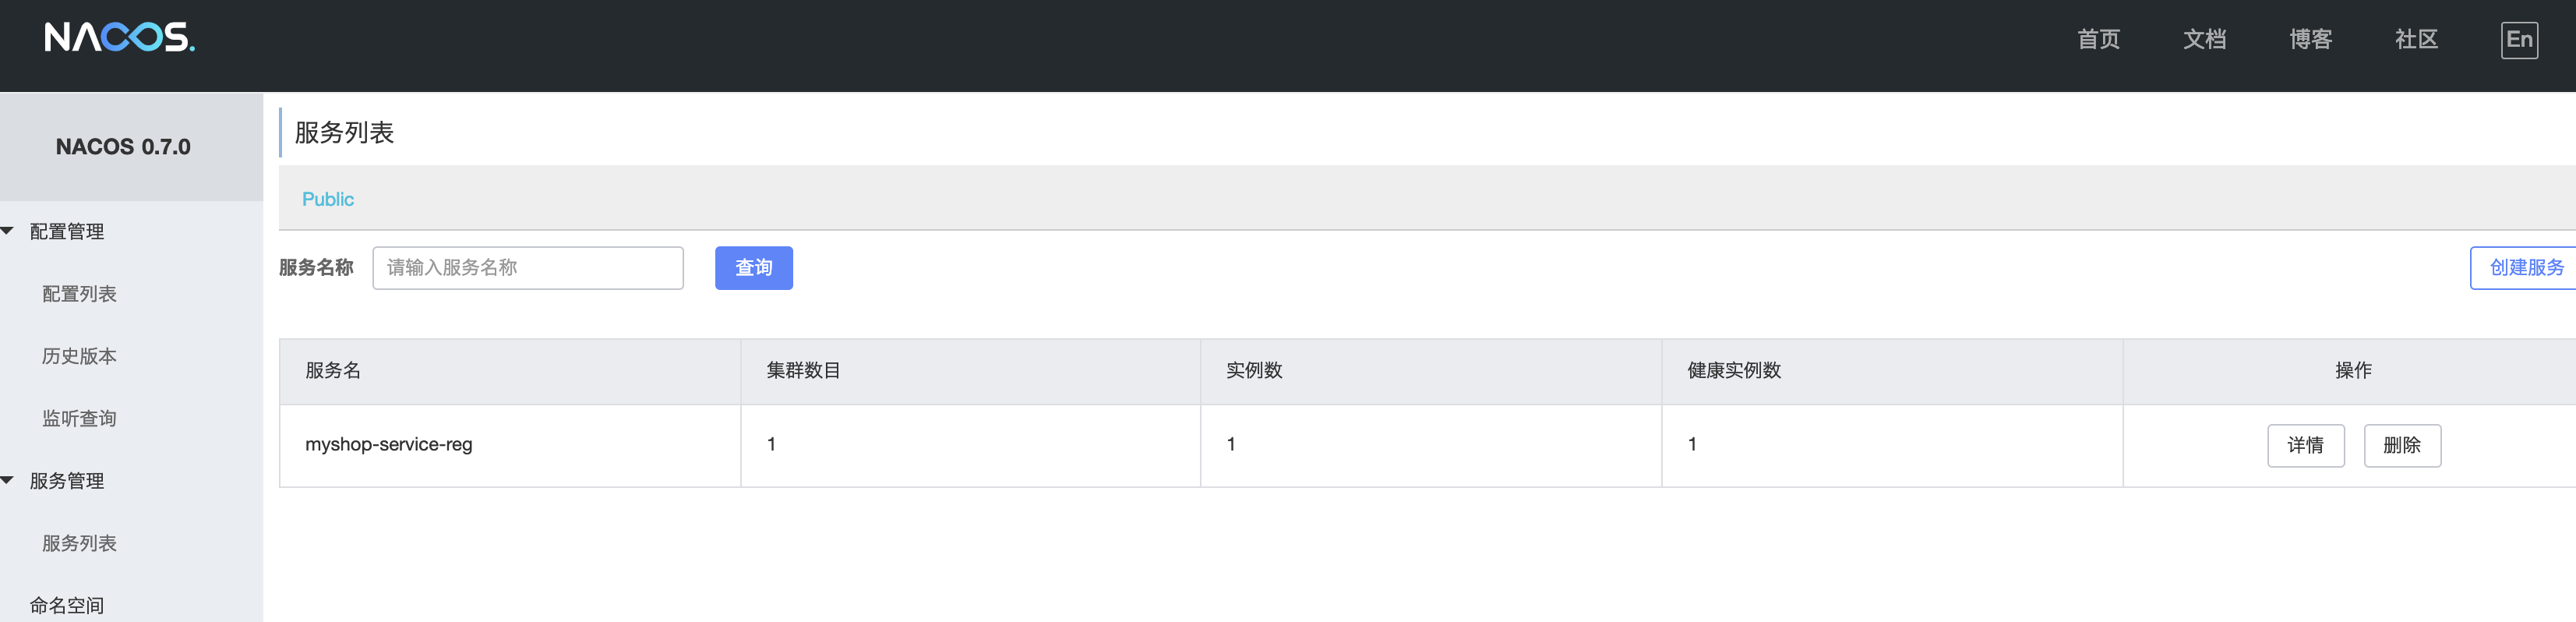 NACOS.
首页 文档 博客 社区 En
NACOS 0.7.0
配置管理
配置列表
历史版本
监听查询
服务管理
服务列表
命名空间
服务列表
Public
服务名称 请输入服务名称 查询 创建服务
服务名 集群数目 实例数 健康实例数 操作
myshop-service-reg 1 1 1 详情 删除